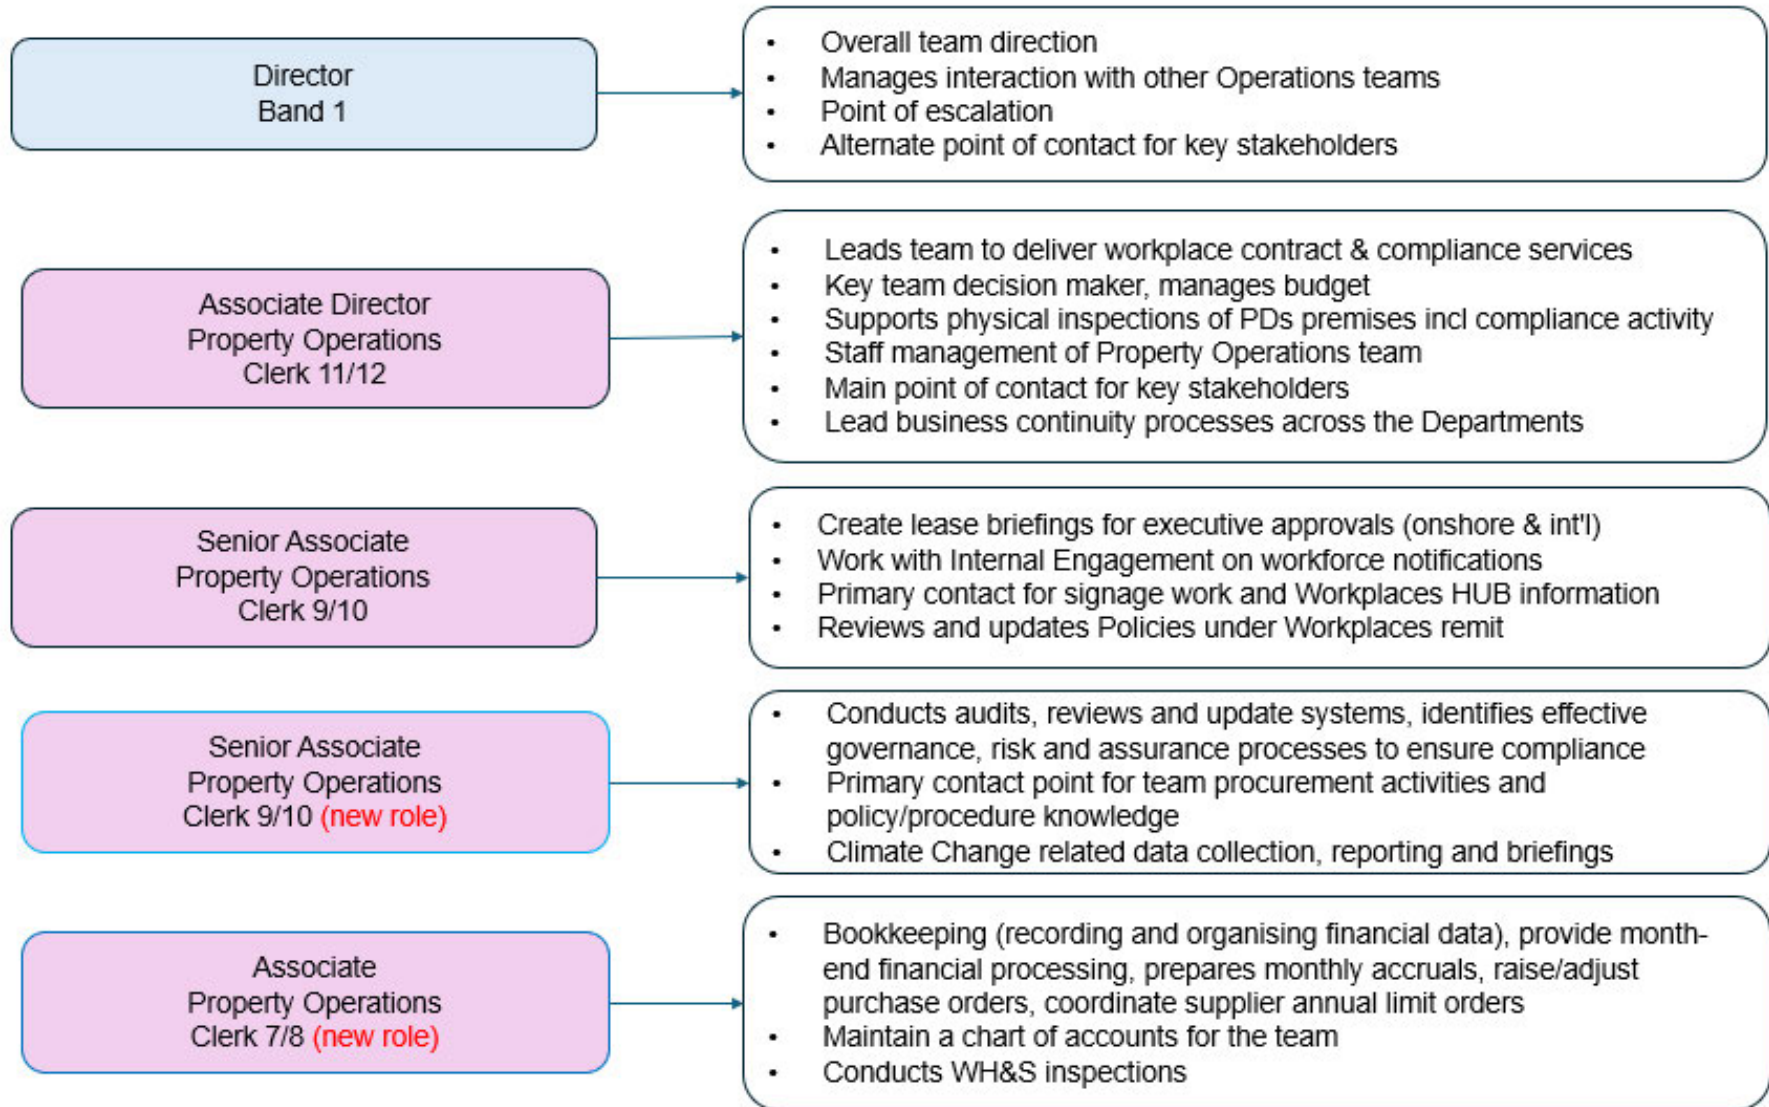 Director
Band 1
• Overall team direction
• Manages interaction with other Operations teams
• Point of escalation
• Alternate point of contact for key stakeholders
Associate Director
Property Operations
Clerk 11/12
• Leads team to deliver workplace contract & compliance services
• Key team decision maker, manages budget
• Supports physical inspections of PDs premises incl compliance activity
• Staff management of Property Operations team
• Main point of contact for key stakeholders
• Lead business continuity processes across the Departments
Senior Associate
Property Operations
Clerk 9/10
• Create lease briefings for executive approvals (onshore & int'l)
• Work with Internal Engagement on workforce notifications
• Primary contact for signage work and Workplaces HUB information
• Reviews and updates Policies under Workplaces remit
Senior Associate
Property Operations
Clerk 9/10 (new role)
• Conducts audits, reviews and update systems, identifies effective
governance, risk and assurance processes to ensure compliance
• Primary contact point for team procurement activities and
policy/procedure knowledge
• Climate Change related data collection, reporting and briefings
Associate
Property Operations
Clerk 7/8 (new role)
• Bookkeeping (recording and organising financial data), provide month-
end financial processing, prepares monthly accruals, raise/adjust
purchase orders, coordinate supplier annual limit orders
• Maintain a chart of accounts for the team
• Conducts WH&S inspections